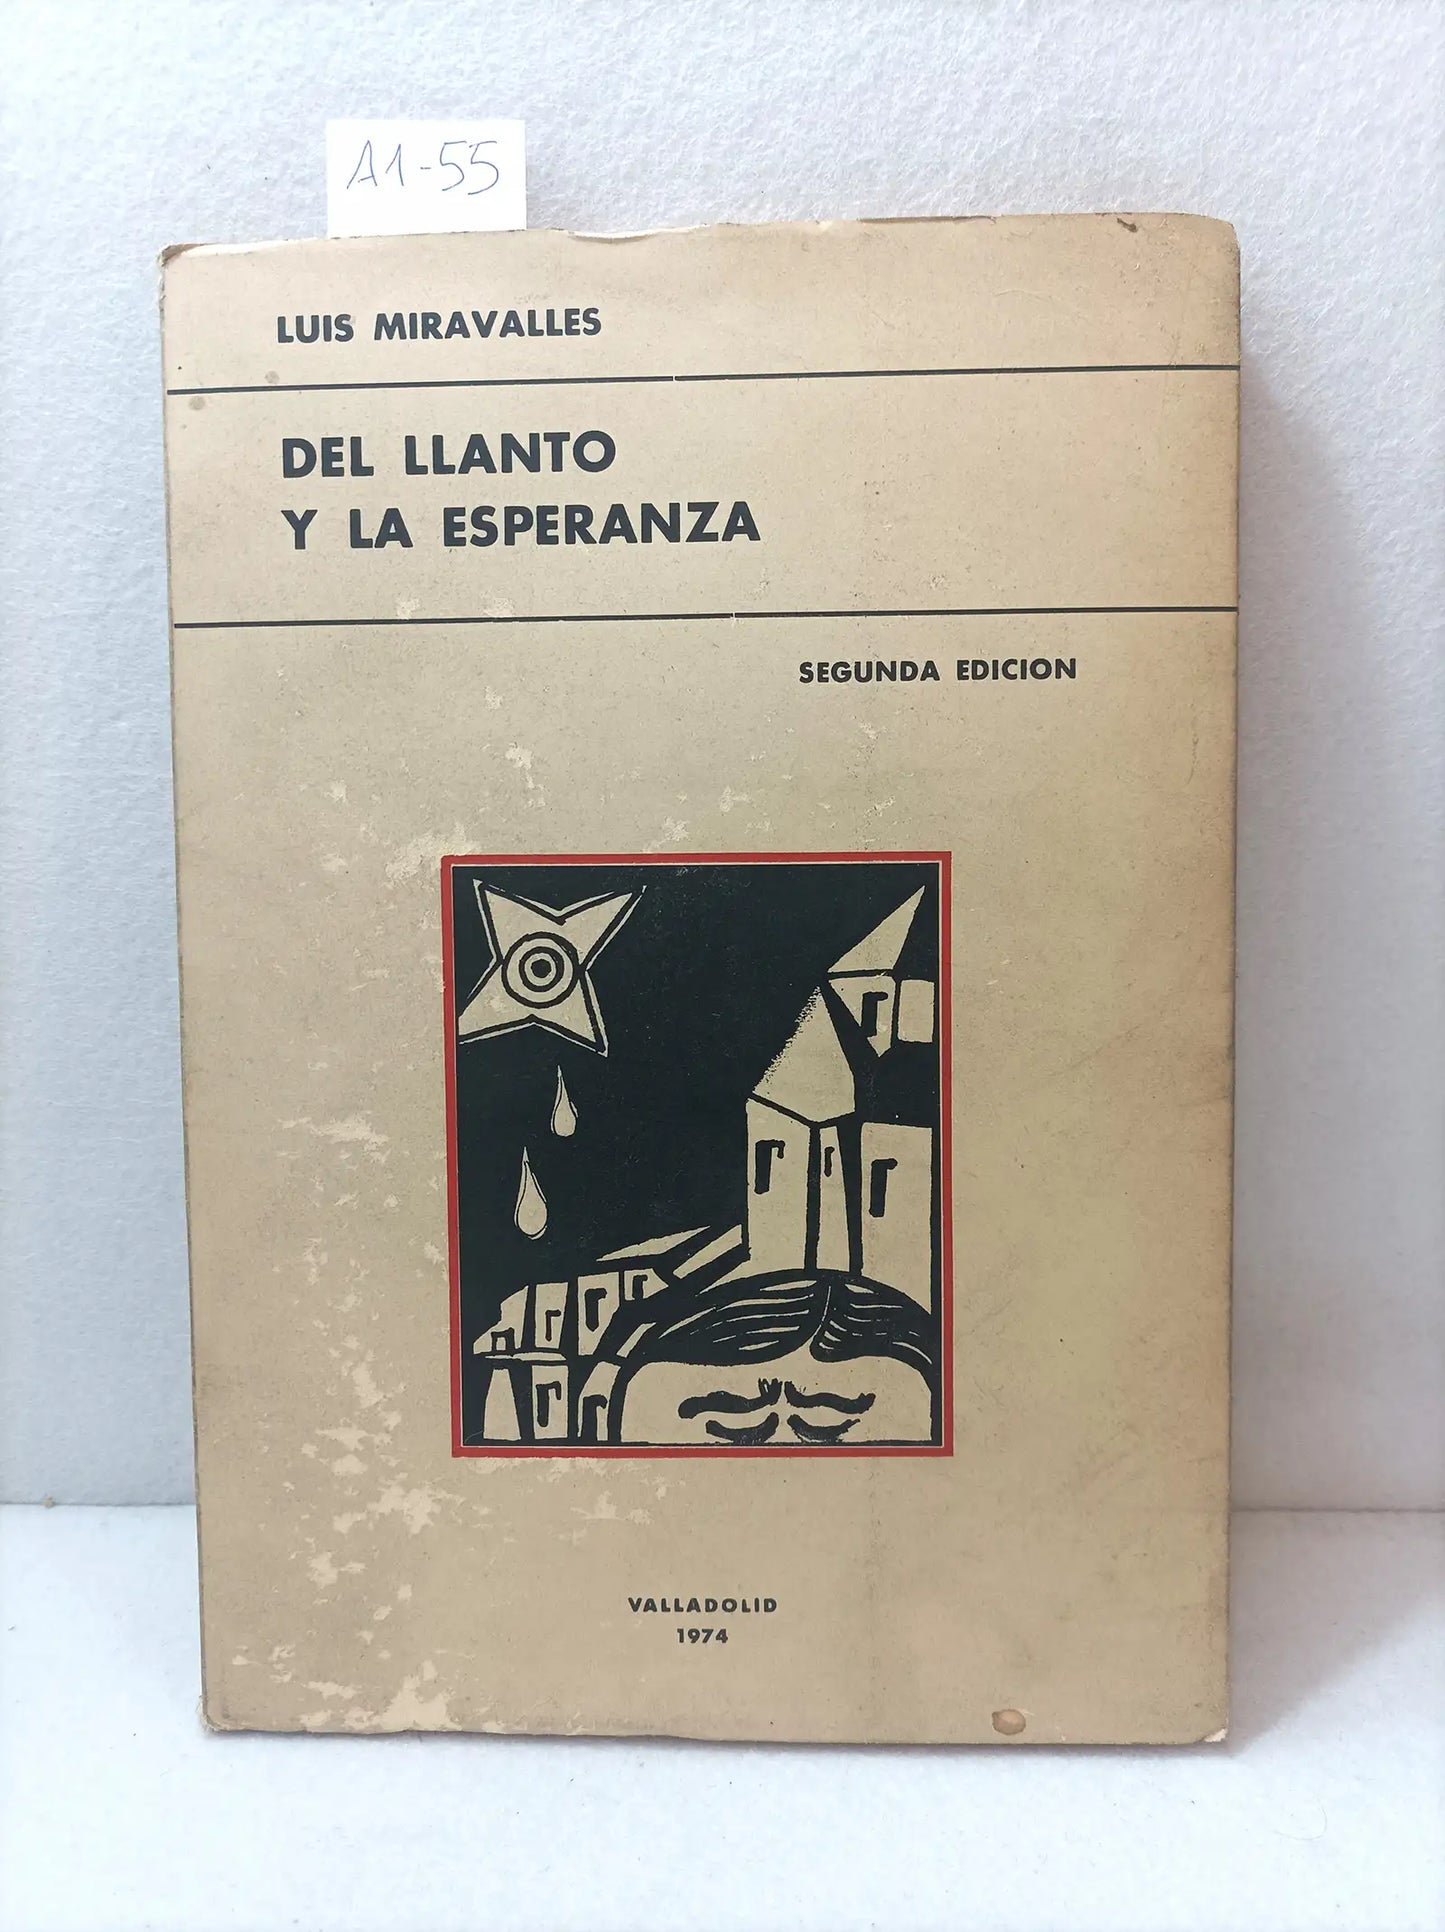 A1-55
LUIS MIRAVALLES
DEL LLANTO
Y LA ESPERANZA
SEGUNDA EDICION
VALLADOLID
1974